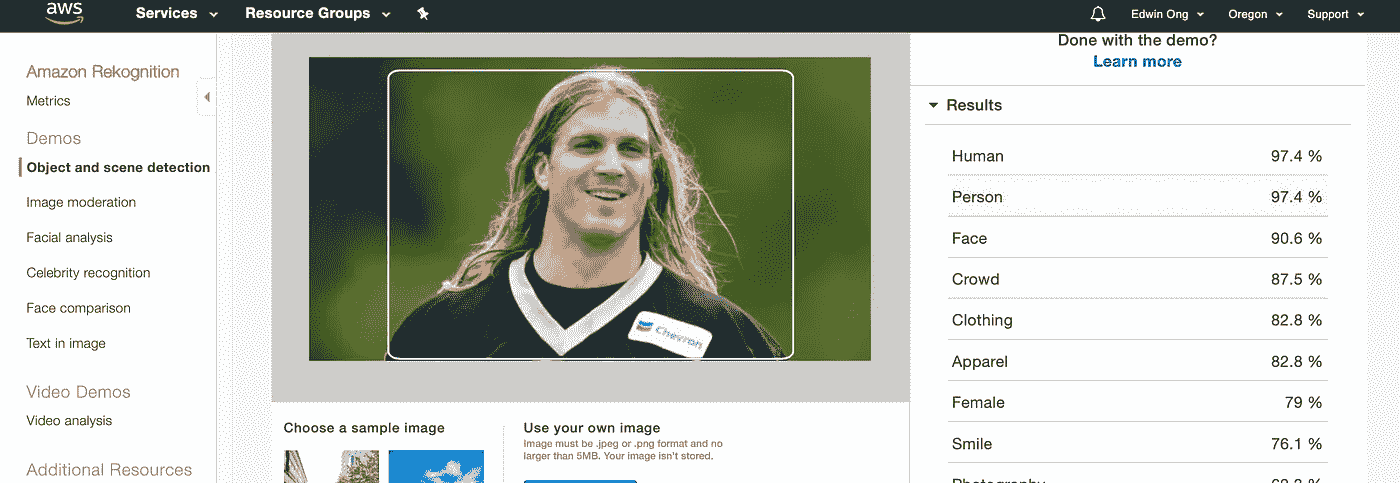 aws
Services
Resource Groups
Edwin Ong
Oregon
Support
Amazon Rekognition
Metrics
Demos
Object and scene detection
Image moderation
Facial analysis
Celebrity recognition
Face comparison
Text in image
Video Demos
Video analysis
Additional Resources
Chevron
Choose a sample image
Use your own image
Image must be .jpeg or .png format and no
larger than 5MB. Your image isn't stored.
Done with the demo?
Learn more
Results
Human 97.4 %
Person 97.4 %
Face 90.6 %
Crowd 87.5 %
Clothing 82.8 %
Apparel 82.8 %
Female 79 %
Smile 76.1 %